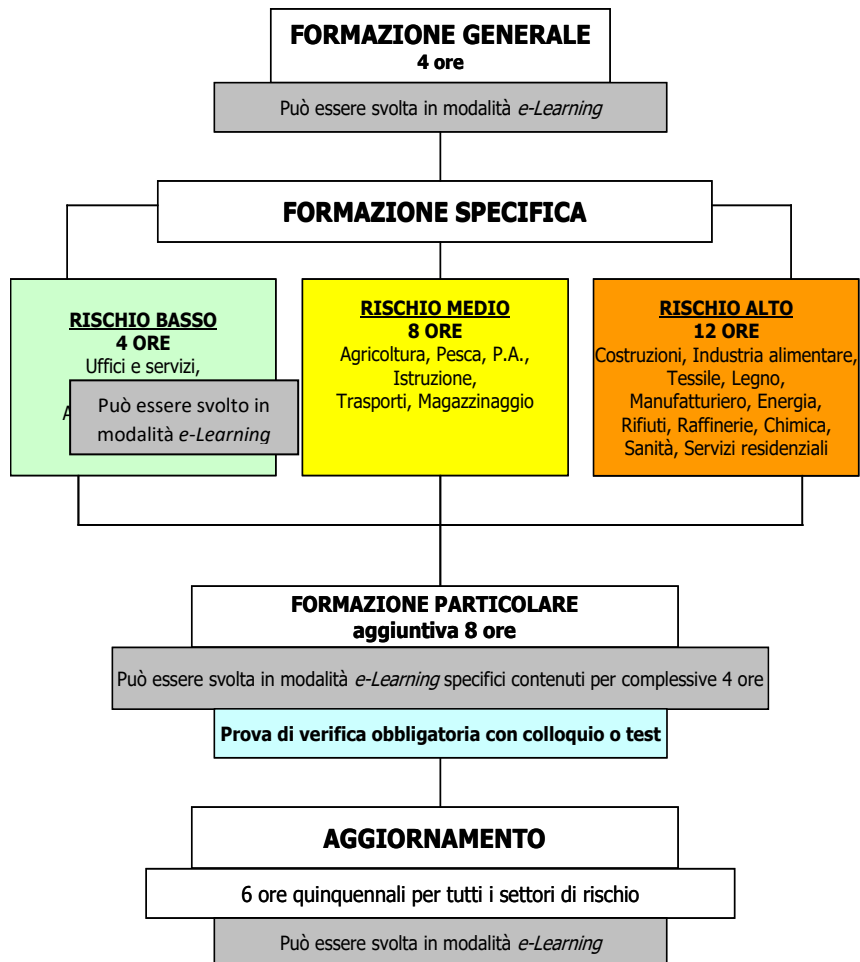 FORMAZIONE GENERALE
4 ore
Può essere svolta in modalità e-Learning
FORMAZIONE SPECIFICA
RISCHIO BASSO
4 ORE
Uffici e servizi,
Può essere svolto in
modalità e-Learning
RISCHIO MEDIO
8 ORE
Agricoltura, Pesca, P.A.,
Istruzione,
Trasporti, Magazzinaggio
RISCHIO ALTO
12 ORE
Costruzioni, Industria alimentare,
Tessile, Legno,
Manufatturiero, Energia,
Rifiuti, Raffinerie, Chimica,
Sanità, Servizi residenziali
FORMAZIONE PARTICOLARE
aggiuntiva 8 ore
Può essere svolta in modalità e-Learning specifici contenuti per complessive 4 ore
Prova di verifica obbligatoria con colloquio o test
AGGIORNAMENTO
6 ore quinquennali per tutti i settori di rischio
Può essere svolta in modalità e-Learning